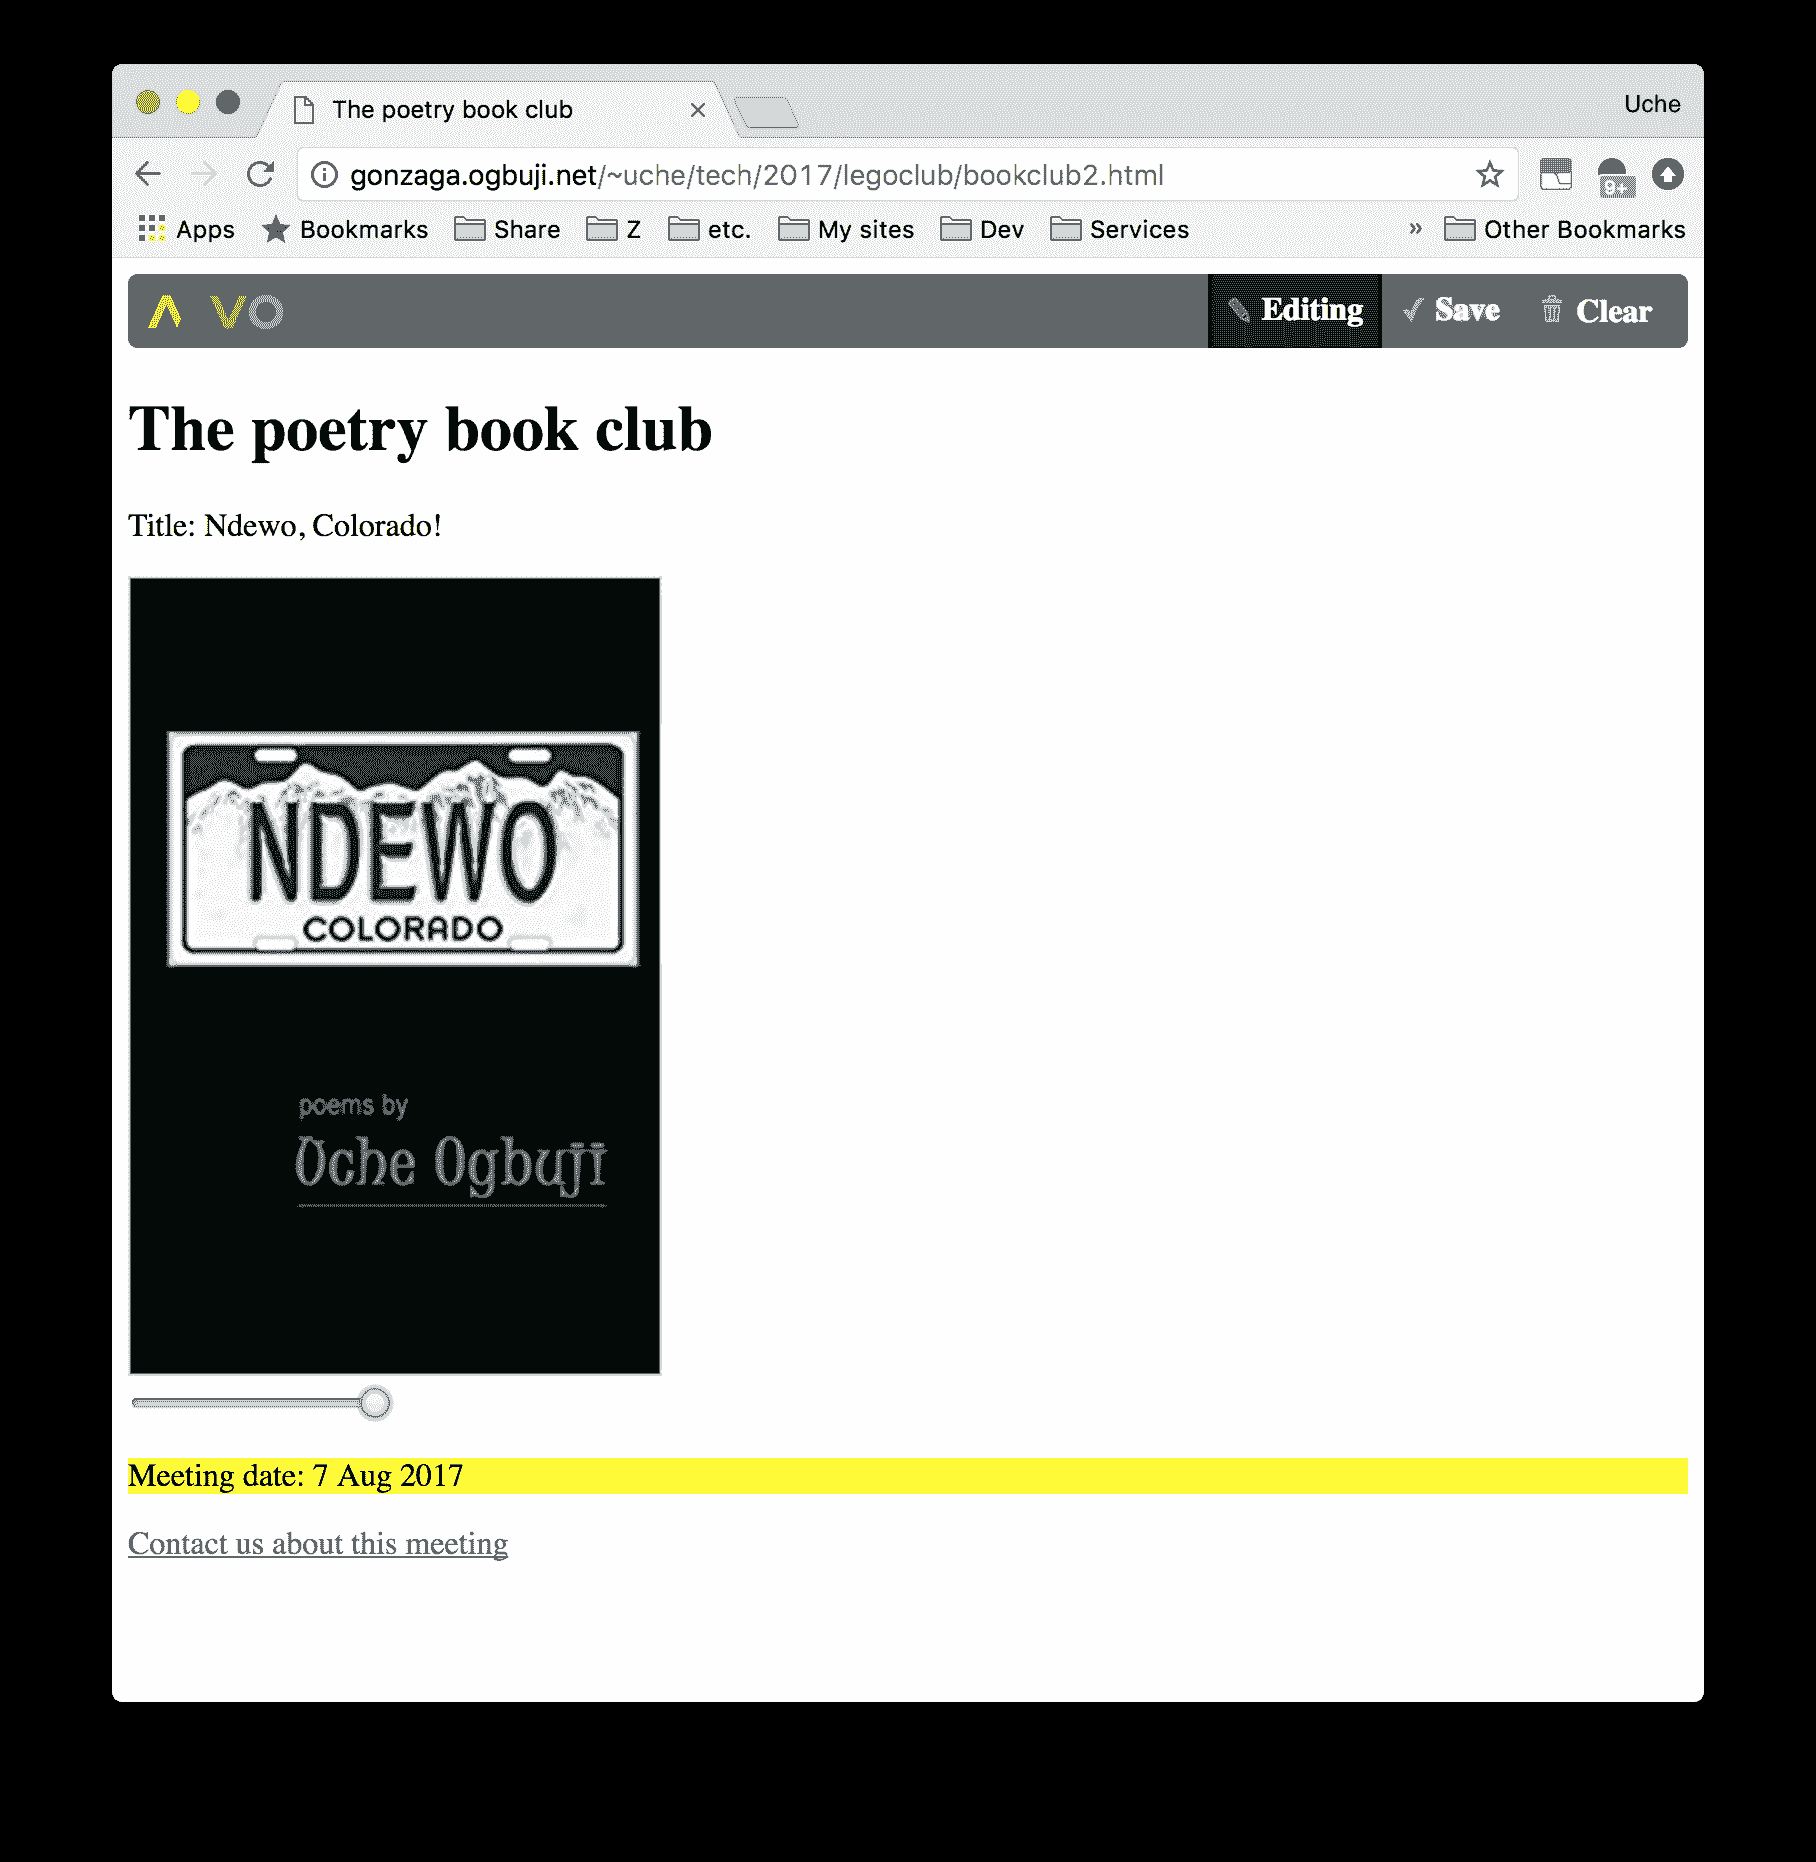 The poetry book club
Uche
gonzaga.ogbuji.net/~uche/tech/2017/legoclub/bookclub2.html
9+
Apps Bookmarks Share Z etc. My sites Dev Services » Other Bookmarks
Λ VO Editing Save Clear
The poetry book club
Title: Ndewo, Colorado!
NDEWO
COLORADO
poems by
Uche Ogbuji
Meeting date: 7 Aug 2017
Contact us about this meeting